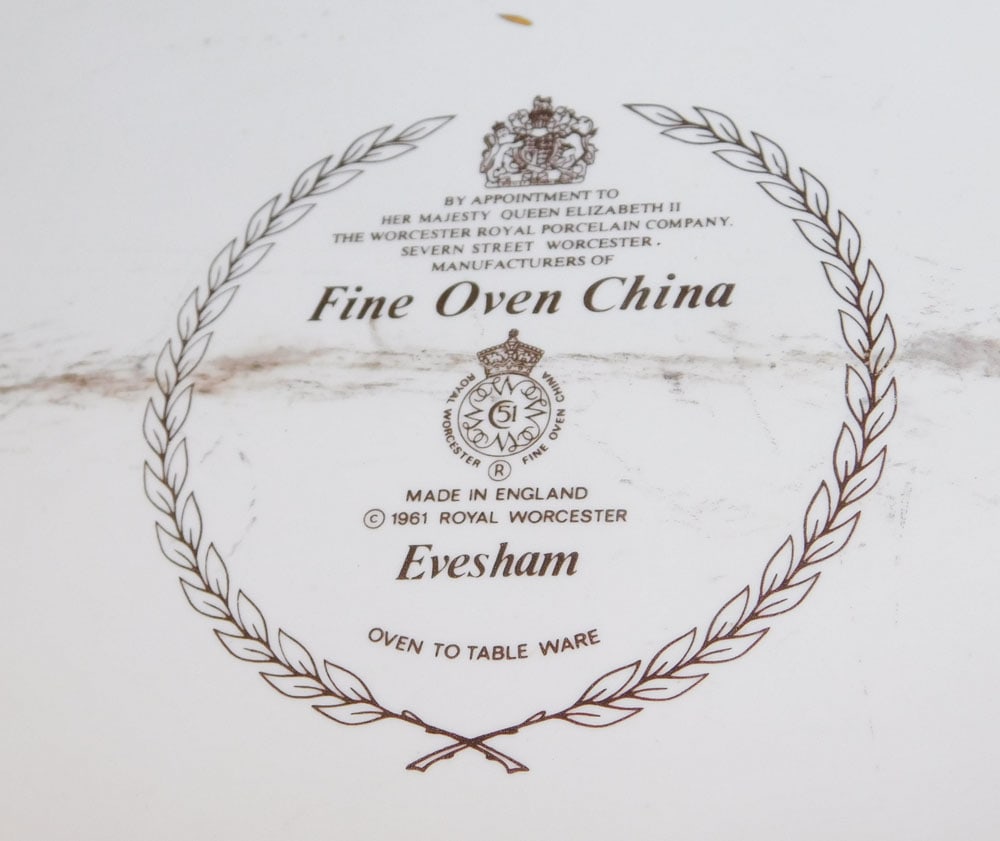 BY APPOINTMENT TO
HER MAJESTY QUEEN ELIZABETH II
THE WORCESTER ROYAL PORCELAIN COMPANY.
SEVERN STREET WORCESTER.
MANUFACTURERS OF
Fine Oven China
ROYAL WORCESTER FINE OVEN CHINA
C 51
®
MADE IN ENGLAND
© 1961 ROYAL WORCESTER
Evesham
OVEN TO TABLE WARE